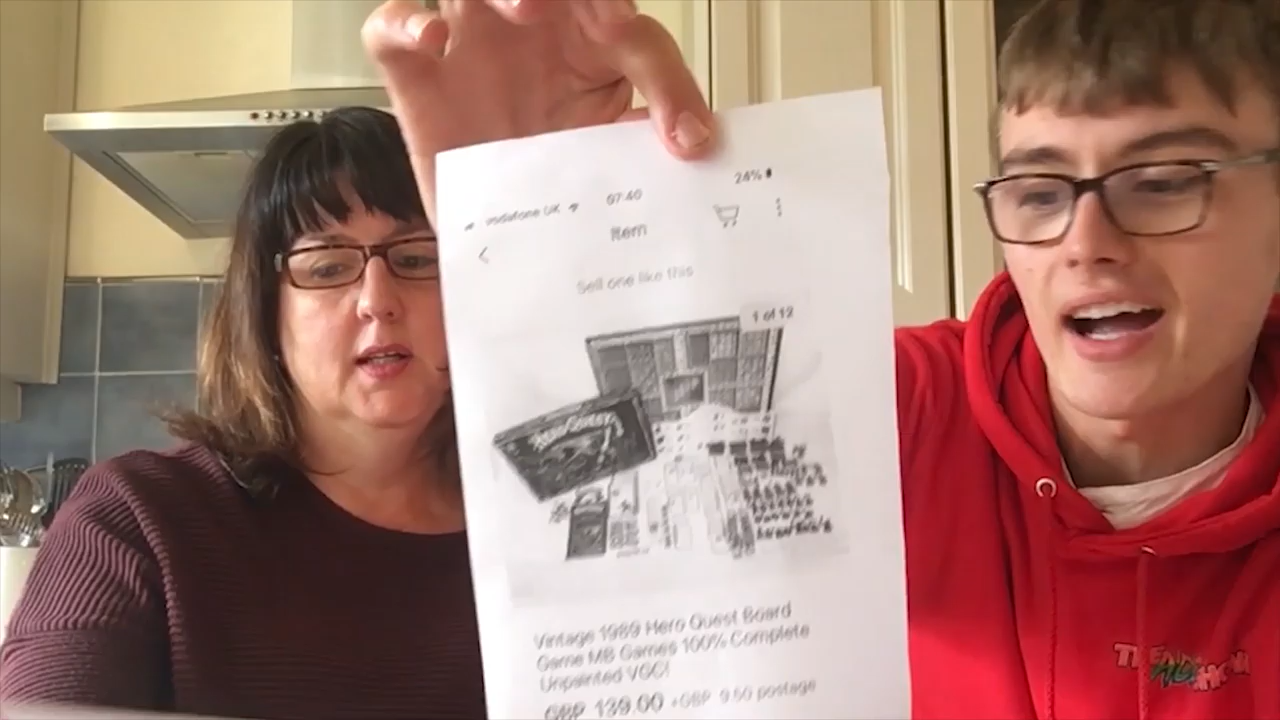 vodafone UK 07:40 24%
Item
Sell one like this
1 of 12
HeroQuest
Vintage 1989 Hero Quest Board
Game MB Games 100% Complete
Unpainted VGC!
GBP 139.00 +GBP 9.50 postage